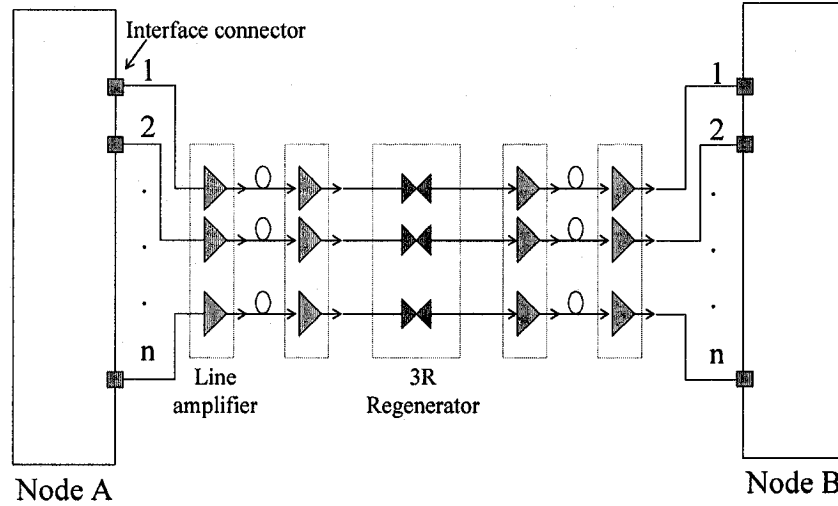 Interface connector
1
1
2
2
n
n
Line
amplifier
3R
Regenerator
Node A
Node B